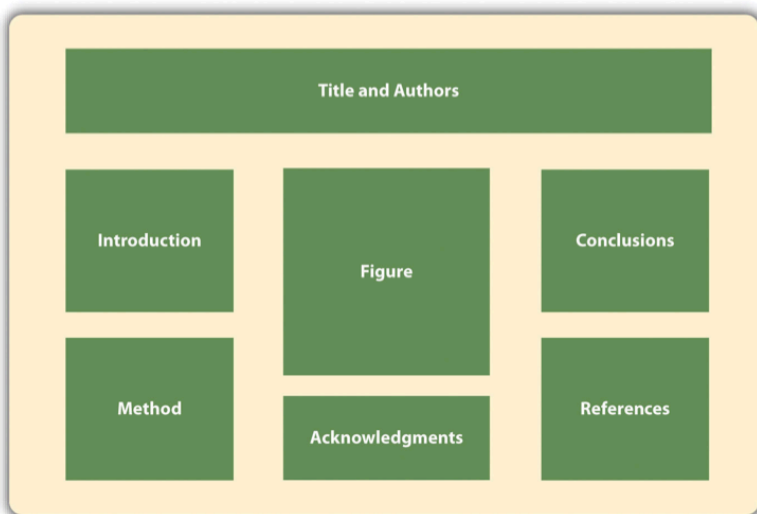 Title and Authors
Introduction
Method
Figure
Acknowledgments
Conclusions
References